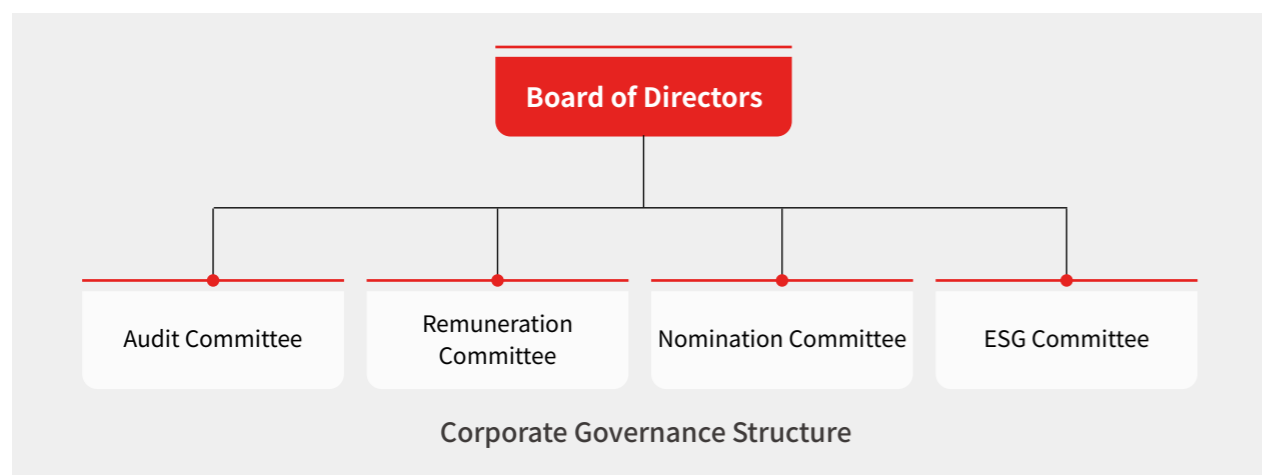 Board of Directors
Audit Committee
Remuneration
Committee
Nomination Committee
ESG Committee
Corporate Governance Structure